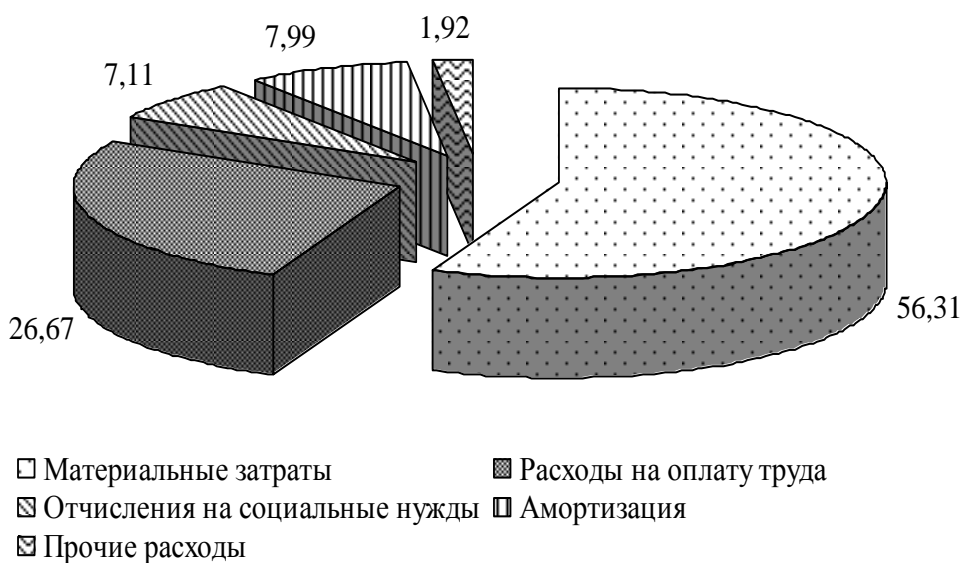 1,92
7,99
7,11
56,31
26,67
Материальные затраты
Расходы на оплату труда
Отчисления на социальные нужды
Амортизация
Прочие расходы